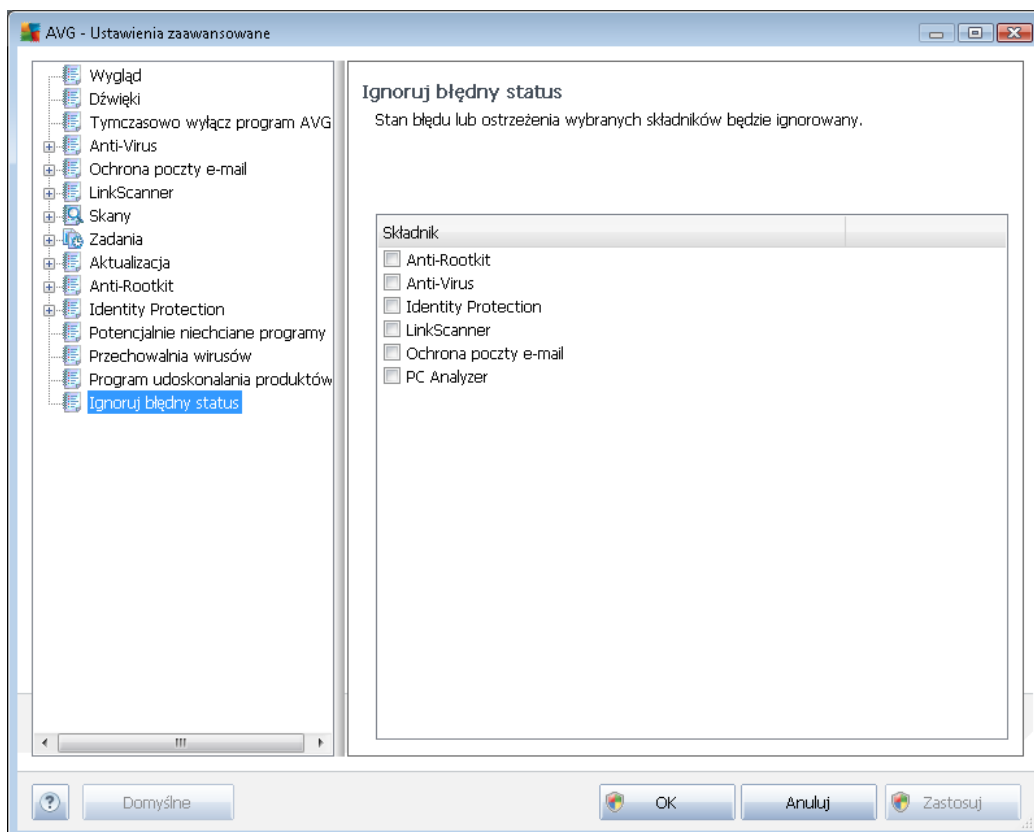 AVG - Ustawienia zaawansowane
Wygląd
Dźwięki
Tymczasowo wyłącz program AVG
Anti-Virus
Ochrona poczty e-mail
LinkScanner
Skany
Zadania
Aktualizacja
Anti-Rootkit
Identity Protection
Potencjalnie niechciane programy
Przechowalnia wirusów
Program udoskonalania produktów
Ignoruj błędny status
Ignoruj błędny status
Stan błędu lub ostrzeżenia wybranych składników będzie ignorowany.
Składnik
Anti-Rootkit
Anti-Virus
Identity Protection
LinkScanner
Ochrona poczty e-mail
PC Analyzer
?
Domyślne
OK
Anuluj
Zastosuj